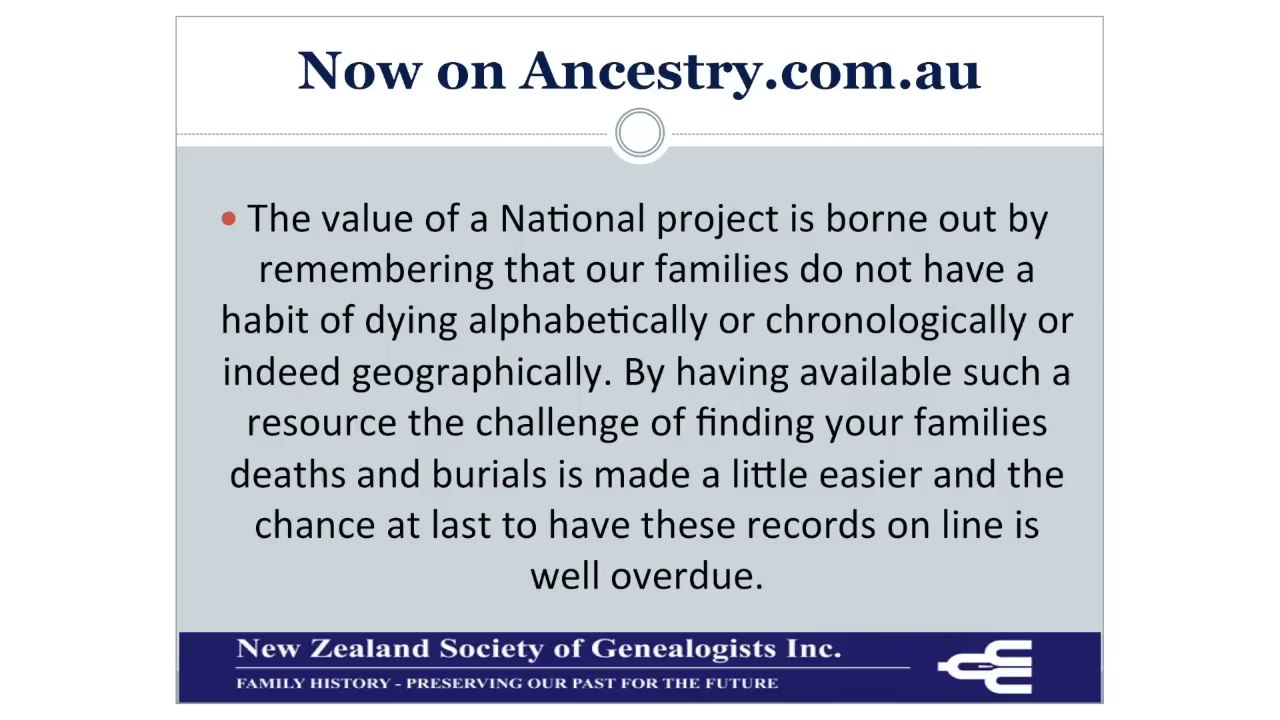 Now on Ancestry.com.au
• The value of a National project is borne out by
remembering that our families do not have a
habit of dying alphabetically or chronologically or
indeed geographically. By having available such a
resource the challenge of finding your families
deaths and burials is made a little easier and the
chance at last to have these records on line is
well overdue.
New Zealand Society of Genealogists Inc.
FAMILY HISTORY - PRESERVING OUR PAST FOR THE FUTURE